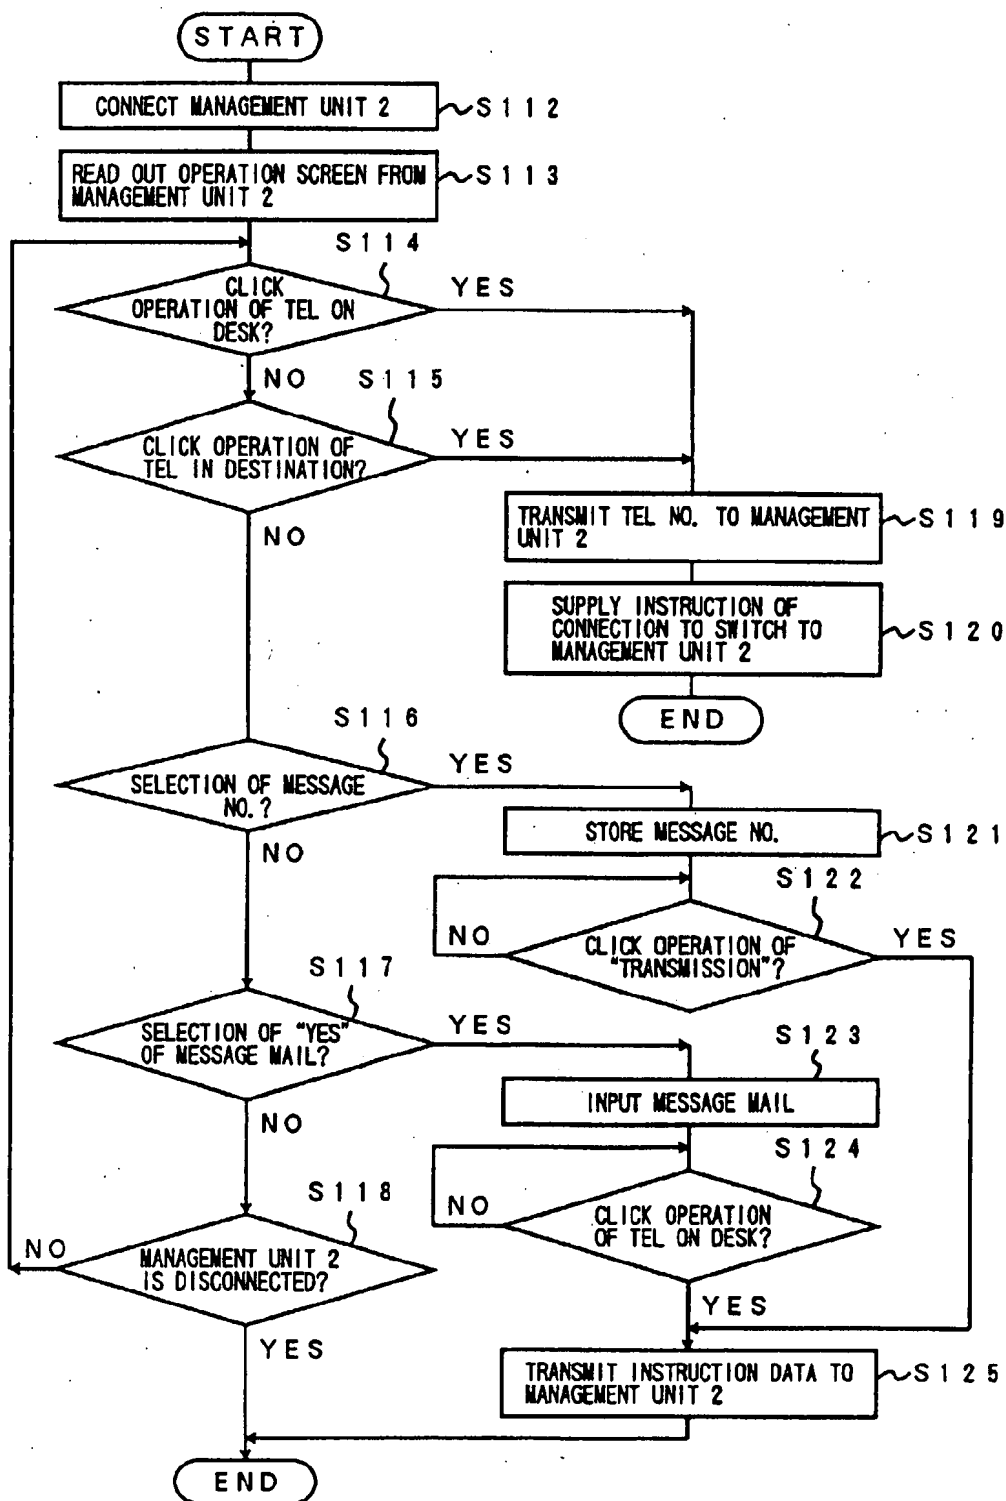 START
CONNECT MANAGEMENT UNIT 2
S112
READ OUT OPERATION SCREEN FROM
MANAGEMENT UNIT 2
S113
S114
CLICK
OPERATION OF TEL ON
DESK?
YES
NO
S115
CLICK OPERATION OF
TEL IN DESTINATION?
YES
NO
TRANSMIT TEL NO. TO MANAGEMENT
UNIT 2
S119
SUPPLY INSTRUCTION OF
CONNECTION TO SWITCH TO
MANAGEMENT UNIT 2
S120
END
S116
SELECTION OF MESSAGE
NO.?
YES
NO
STORE MESSAGE NO.
S121
S122
CLICK OPERATION OF
"TRANSMISSION"?
NO
YES
S117
SELECTION OF "YES"
OF MESSAGE MAIL?
YES
NO
S123
INPUT MESSAGE MAIL
S124
CLICK OPERATION
OF TEL ON DESK?
NO
YES
S118
MANAGEMENT UNIT 2
IS DISCONNECTED?
NO
YES
TRANSMIT INSTRUCTION DATA TO
MANAGEMENT UNIT 2
S125
END